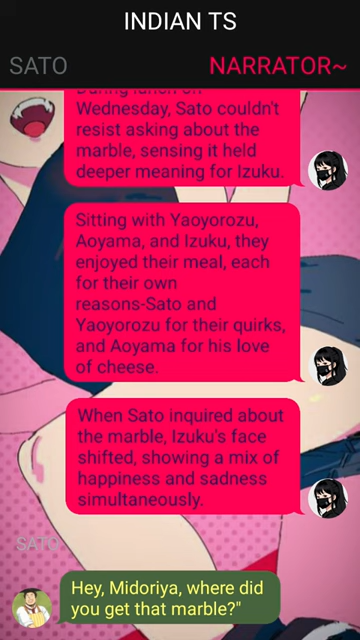 INDIAN TS
SATO
NARRATOR~
During lunch on
Wednesday, Sato couldn't
resist asking about the
marble, sensing it held
deeper meaning for Izuku.
Sitting with Yaoyorozu,
Aoyama, and Izuku, they
enjoyed their meal, each
for their own
reasons-Sato and
Yaoyorozu for their quirks,
and Aoyama for his love
of cheese.
When Sato inquired about
the marble, Izuku's face
shifted, showing a mix of
happiness and sadness
simultaneously.
SATO
Hey, Midoriya, where did
you get that marble?"